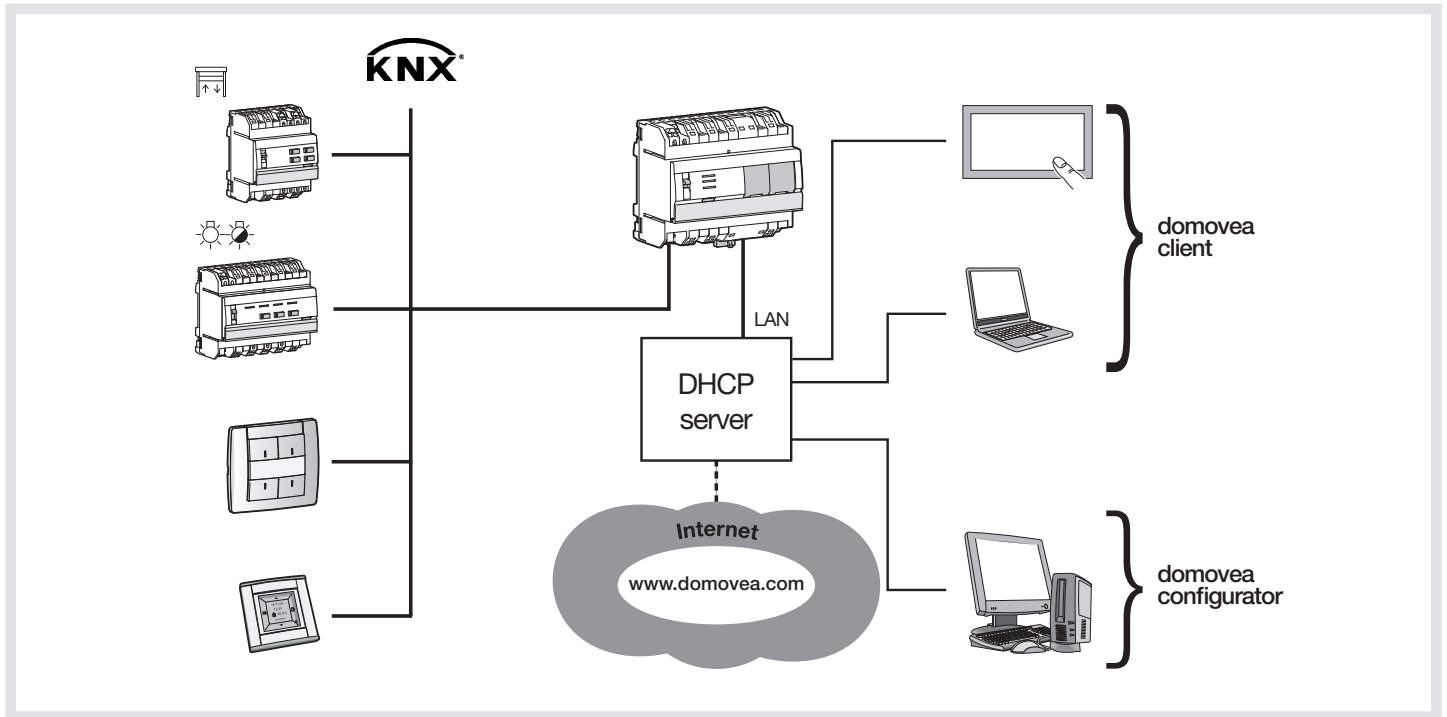 KNX®
LAN
DHCP
server
Internet
www.domovea.com
domovea
client
domovea
configurator